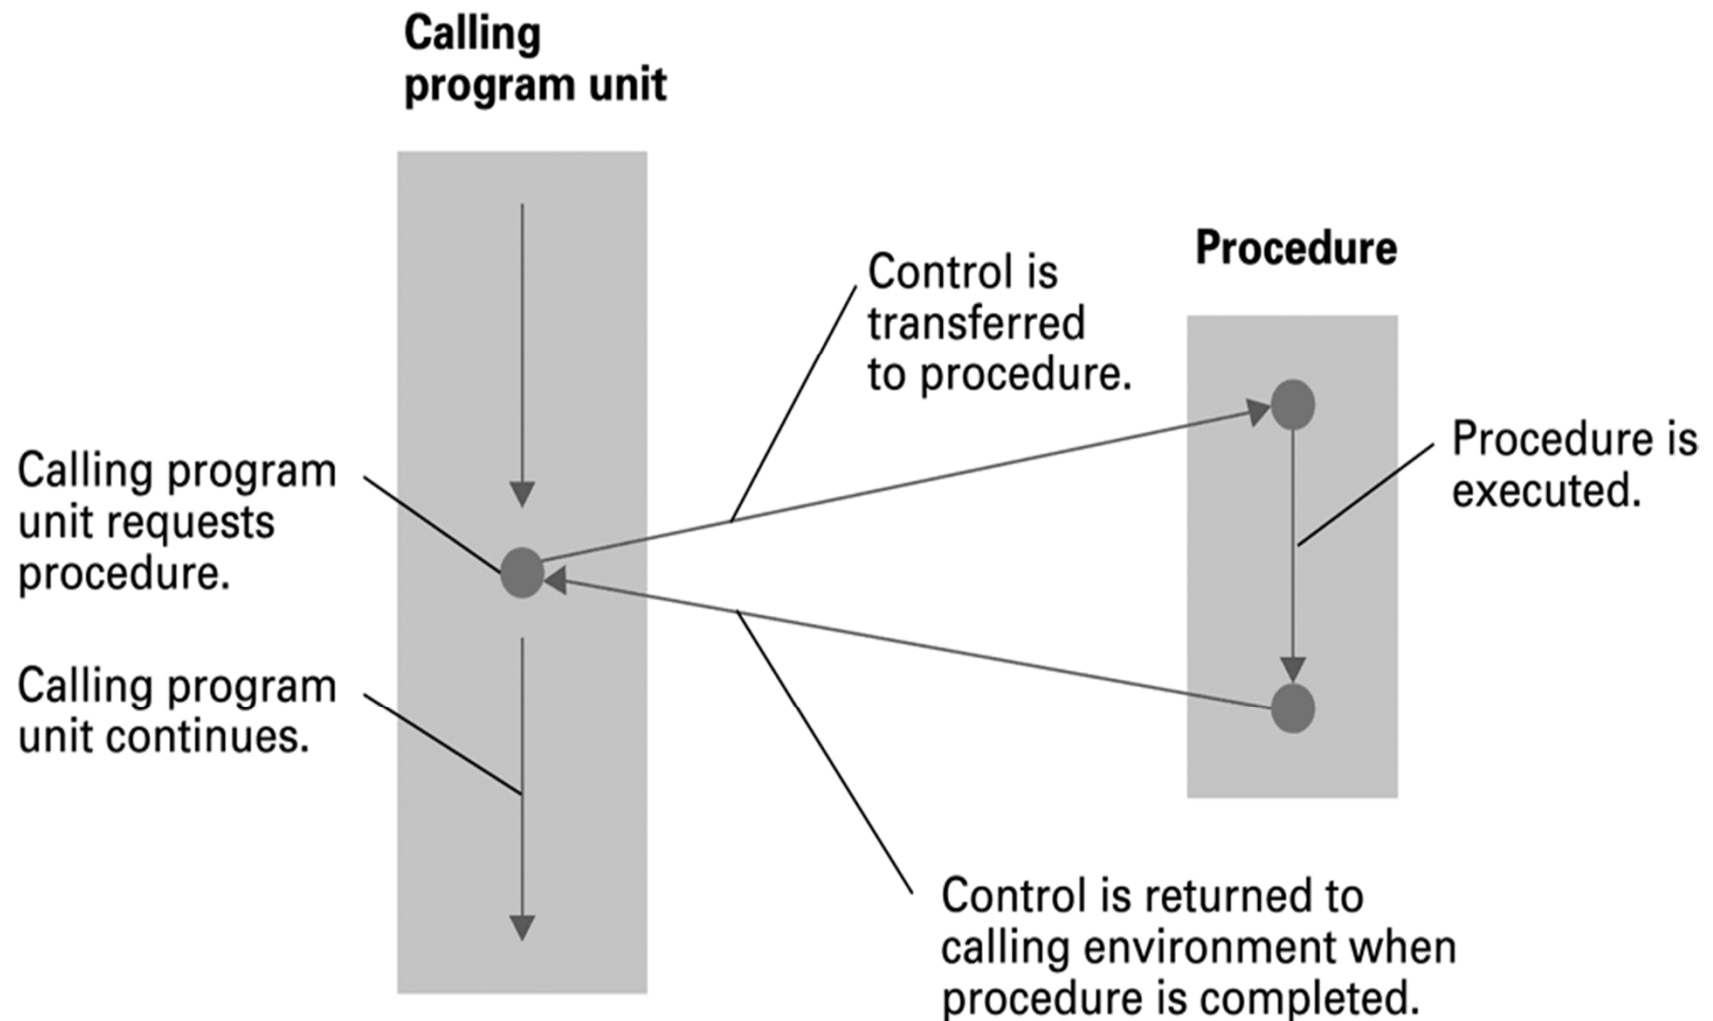 Calling
program unit
Procedure
Control is
transferred
to procedure.
Procedure is
executed.
Calling program
unit requests
procedure.
Calling program
unit continues.
Control is returned to
calling environment when
procedure is completed.